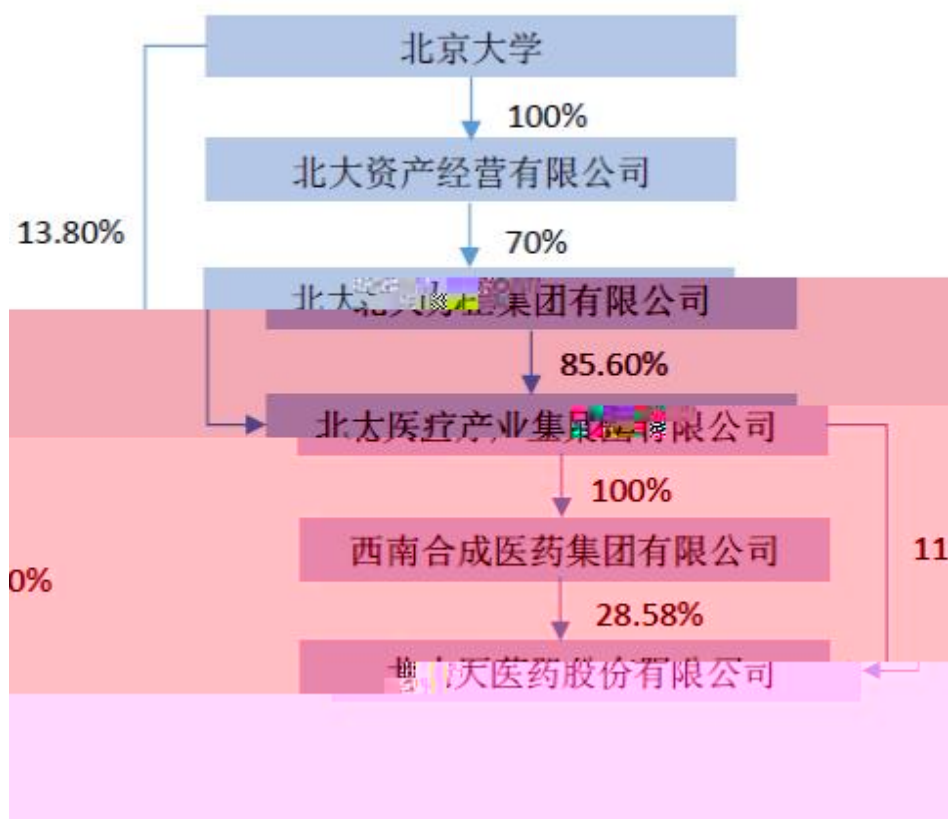 北京大学
100%
北大资产经营有限公司
13.80%
70%
集团有限公司
85.60%
北大医疗产业集团有限公司
100%
西南合成医药集团有限公司
11
0%
28.58%
医药股份有限公司